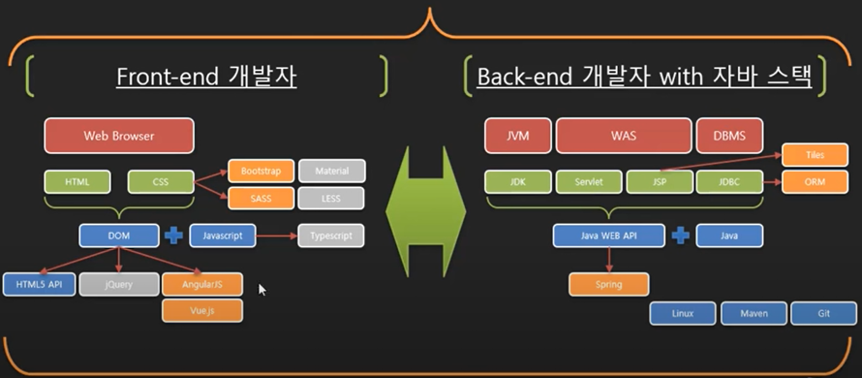 Front-end 개발자
Back-end 개발자 with 자바 스택
Web Browser
HTML
CSS
Bootstrap
Material
SASS
LESS
DOM
Javascript
Typescript
HTML5 API
jQuery
AngularJS
Vue.js
JVM
WAS
DBMS
Tiles
JDK
Servlet
JSP
JDBC
ORM
Java WEB API
Java
Spring
Linux
Maven
Git